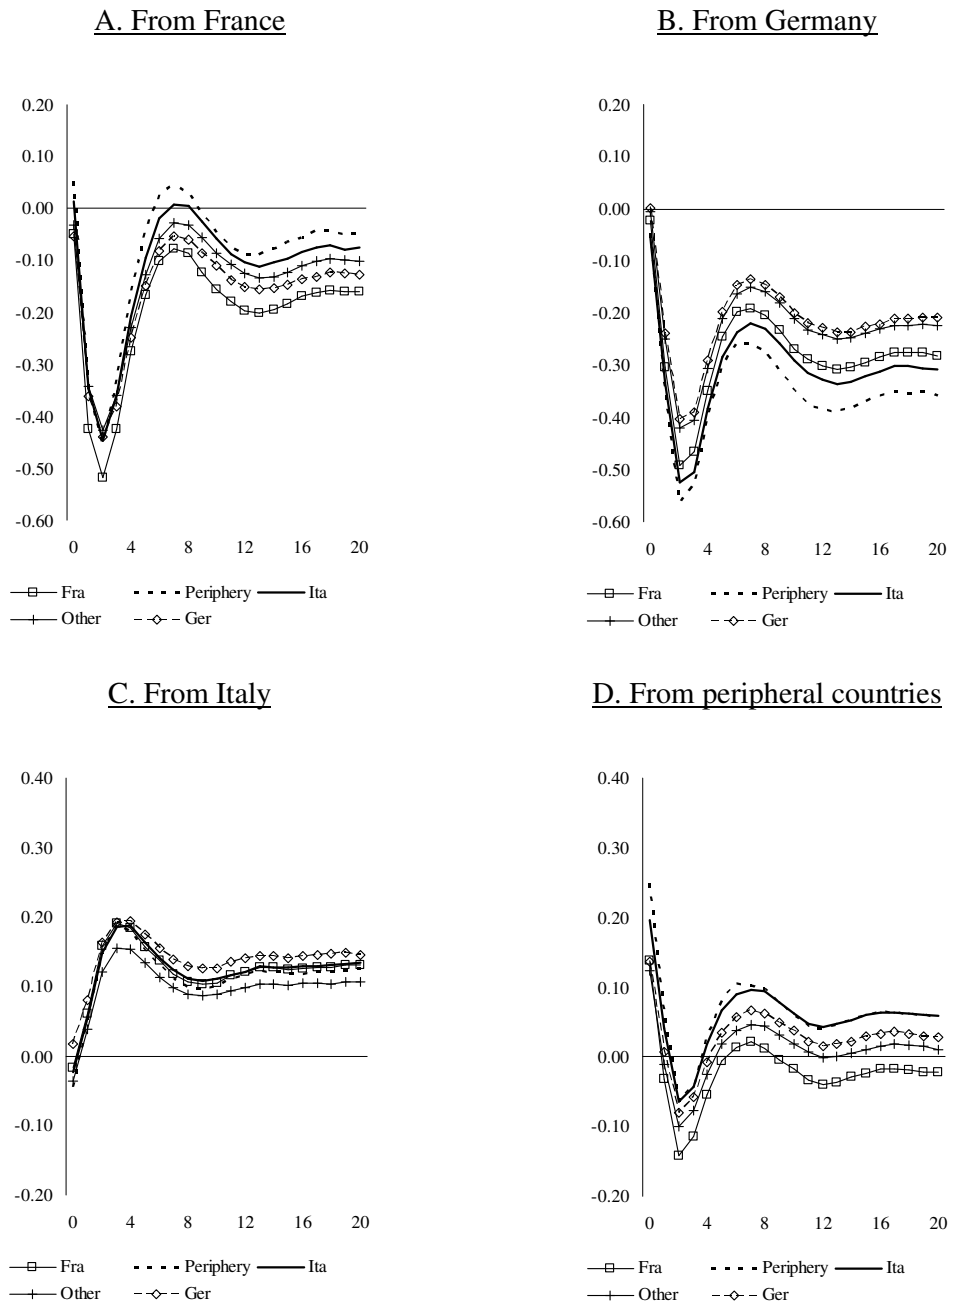 A. From France
0.20
0.10
0.00
-0.10
-0.20
-0.30
-0.40
-0.50
-0.60
0 4 8 12 16 20
Fra Periphery Ita
Other Ger
B. From Germany
0.20
0.10
0.00
-0.10
-0.20
-0.30
-0.40
-0.50
-0.60
0 4 8 12 16 20
Fra Periphery Ita
Other Ger
C. From Italy
0.40
0.30
0.20
0.10
0.00
-0.10
-0.20
0 4 8 12 16 20
Fra Periphery Ita
Other Ger
D. From peripheral countries
0.40
0.30
0.20
0.10
0.00
-0.10
-0.20
0 4 8 12 16 20
Fra Periphery Ita
Other Ger